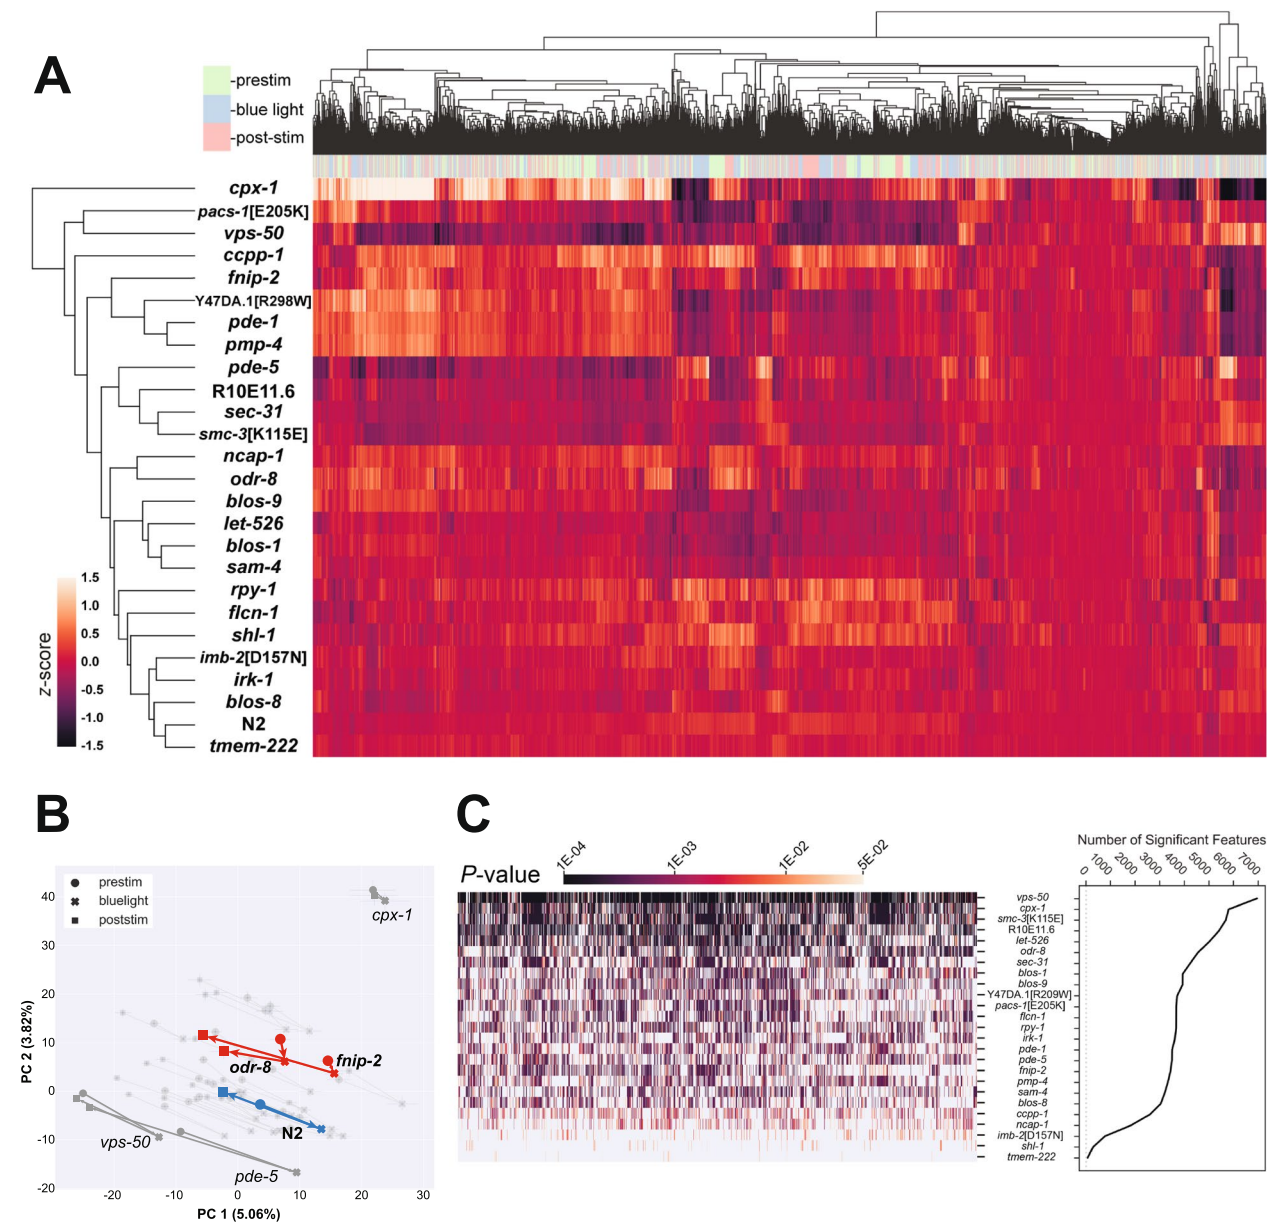 A
-prestim
-blue light
-post-stim
cpx-1
pacs-1[E205K]
vps-50
ccpp-1
fnip-2
Y47DA.1[R298W]
pde-1
pmp-4
pde-5
R10E11.6
sec-31
smc-3[K115E]
ncap-1
odr-8
blos-9
let-526
blos-1
sam-4
rpy-1
flcn-1
shl-1
imb-2[D157N]
irk-1
blos-8
N2
tmem-222
z-score
1.5
1.0
0.5
0.0
-0.5
-1.0
-1.5
B
prestim
bluelight
poststim
cpx-1
fnip-2
odr-8
N2
vps-50
pde-5
PC 2 (3.82%)
40
30
20
10
0
-10
-20
-20
-10
0
10
20
30
PC 1 (5.06%)
C
P-value
1E-04
1E-03
1E-02
5E-02
vps-50
cpx-1
smc-3[K115E]
R10E11.6
let-526
odr-8
sec-31
blos-1
blos-9
Y47DA.1[R209W]
pacs-1[E205K]
flcn-1
rpy-1
irk-1
pde-1
pde-5
fnip-2
pmp-4
sam-4
blos-8
ccpp-1
ncap-1
imb-2[D157N]
shl-1
tmem-222
Number of Significant Features
0
1000
2000
3000
4000
5000
6000
7000